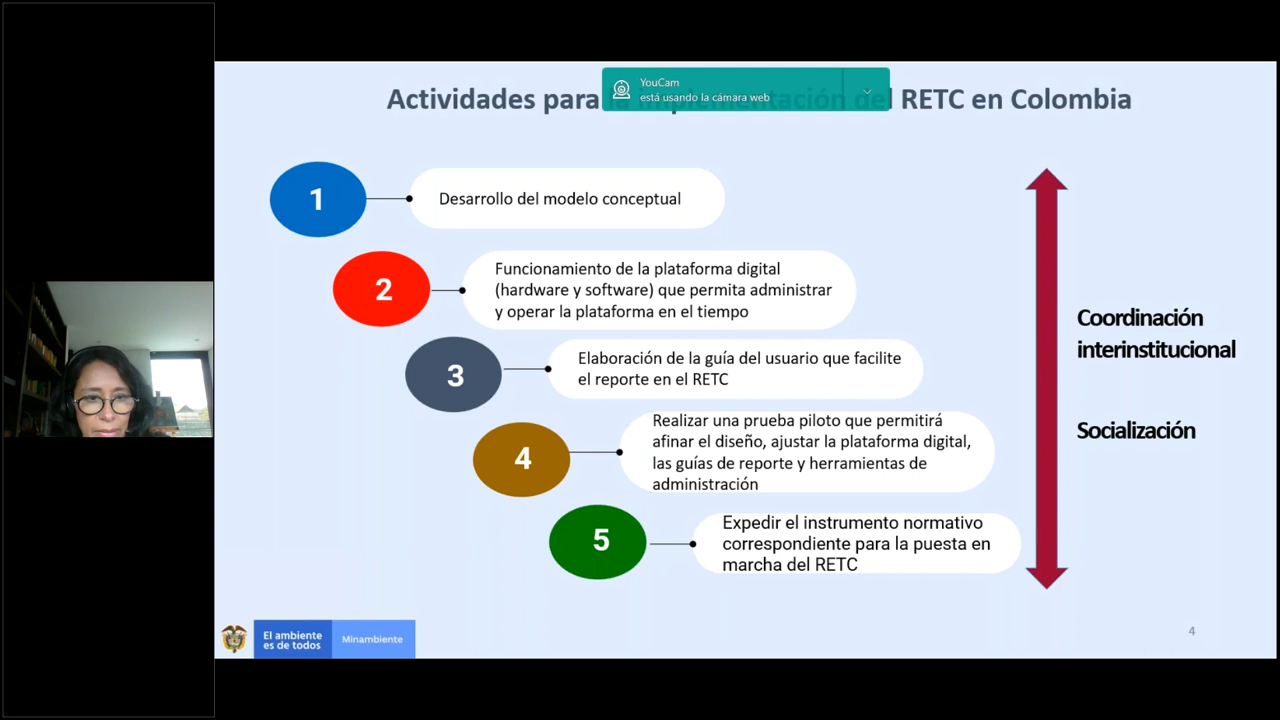 YouCam
está usando la cámara web
Actividades para la implementación del RETC en Colombia
1
Desarrollo del modelo conceptual
2
Funcionamiento de la plataforma digital
(hardware y software) que permita administrar
y operar la plataforma en el tiempo
3
Elaboración de la guía del usuario que facilite
el reporte en el RETC
4
Realizar una prueba piloto que permitirá
afinar el diseño, ajustar la plataforma digital,
las guías de reporte y herramientas de
administración
5
Expedir el instrumento normativo
correspondiente para la puesta en
marcha del RETC
Coordinación
interinstitucional
Socialización
El ambiente
es de todos
Minambiente
4